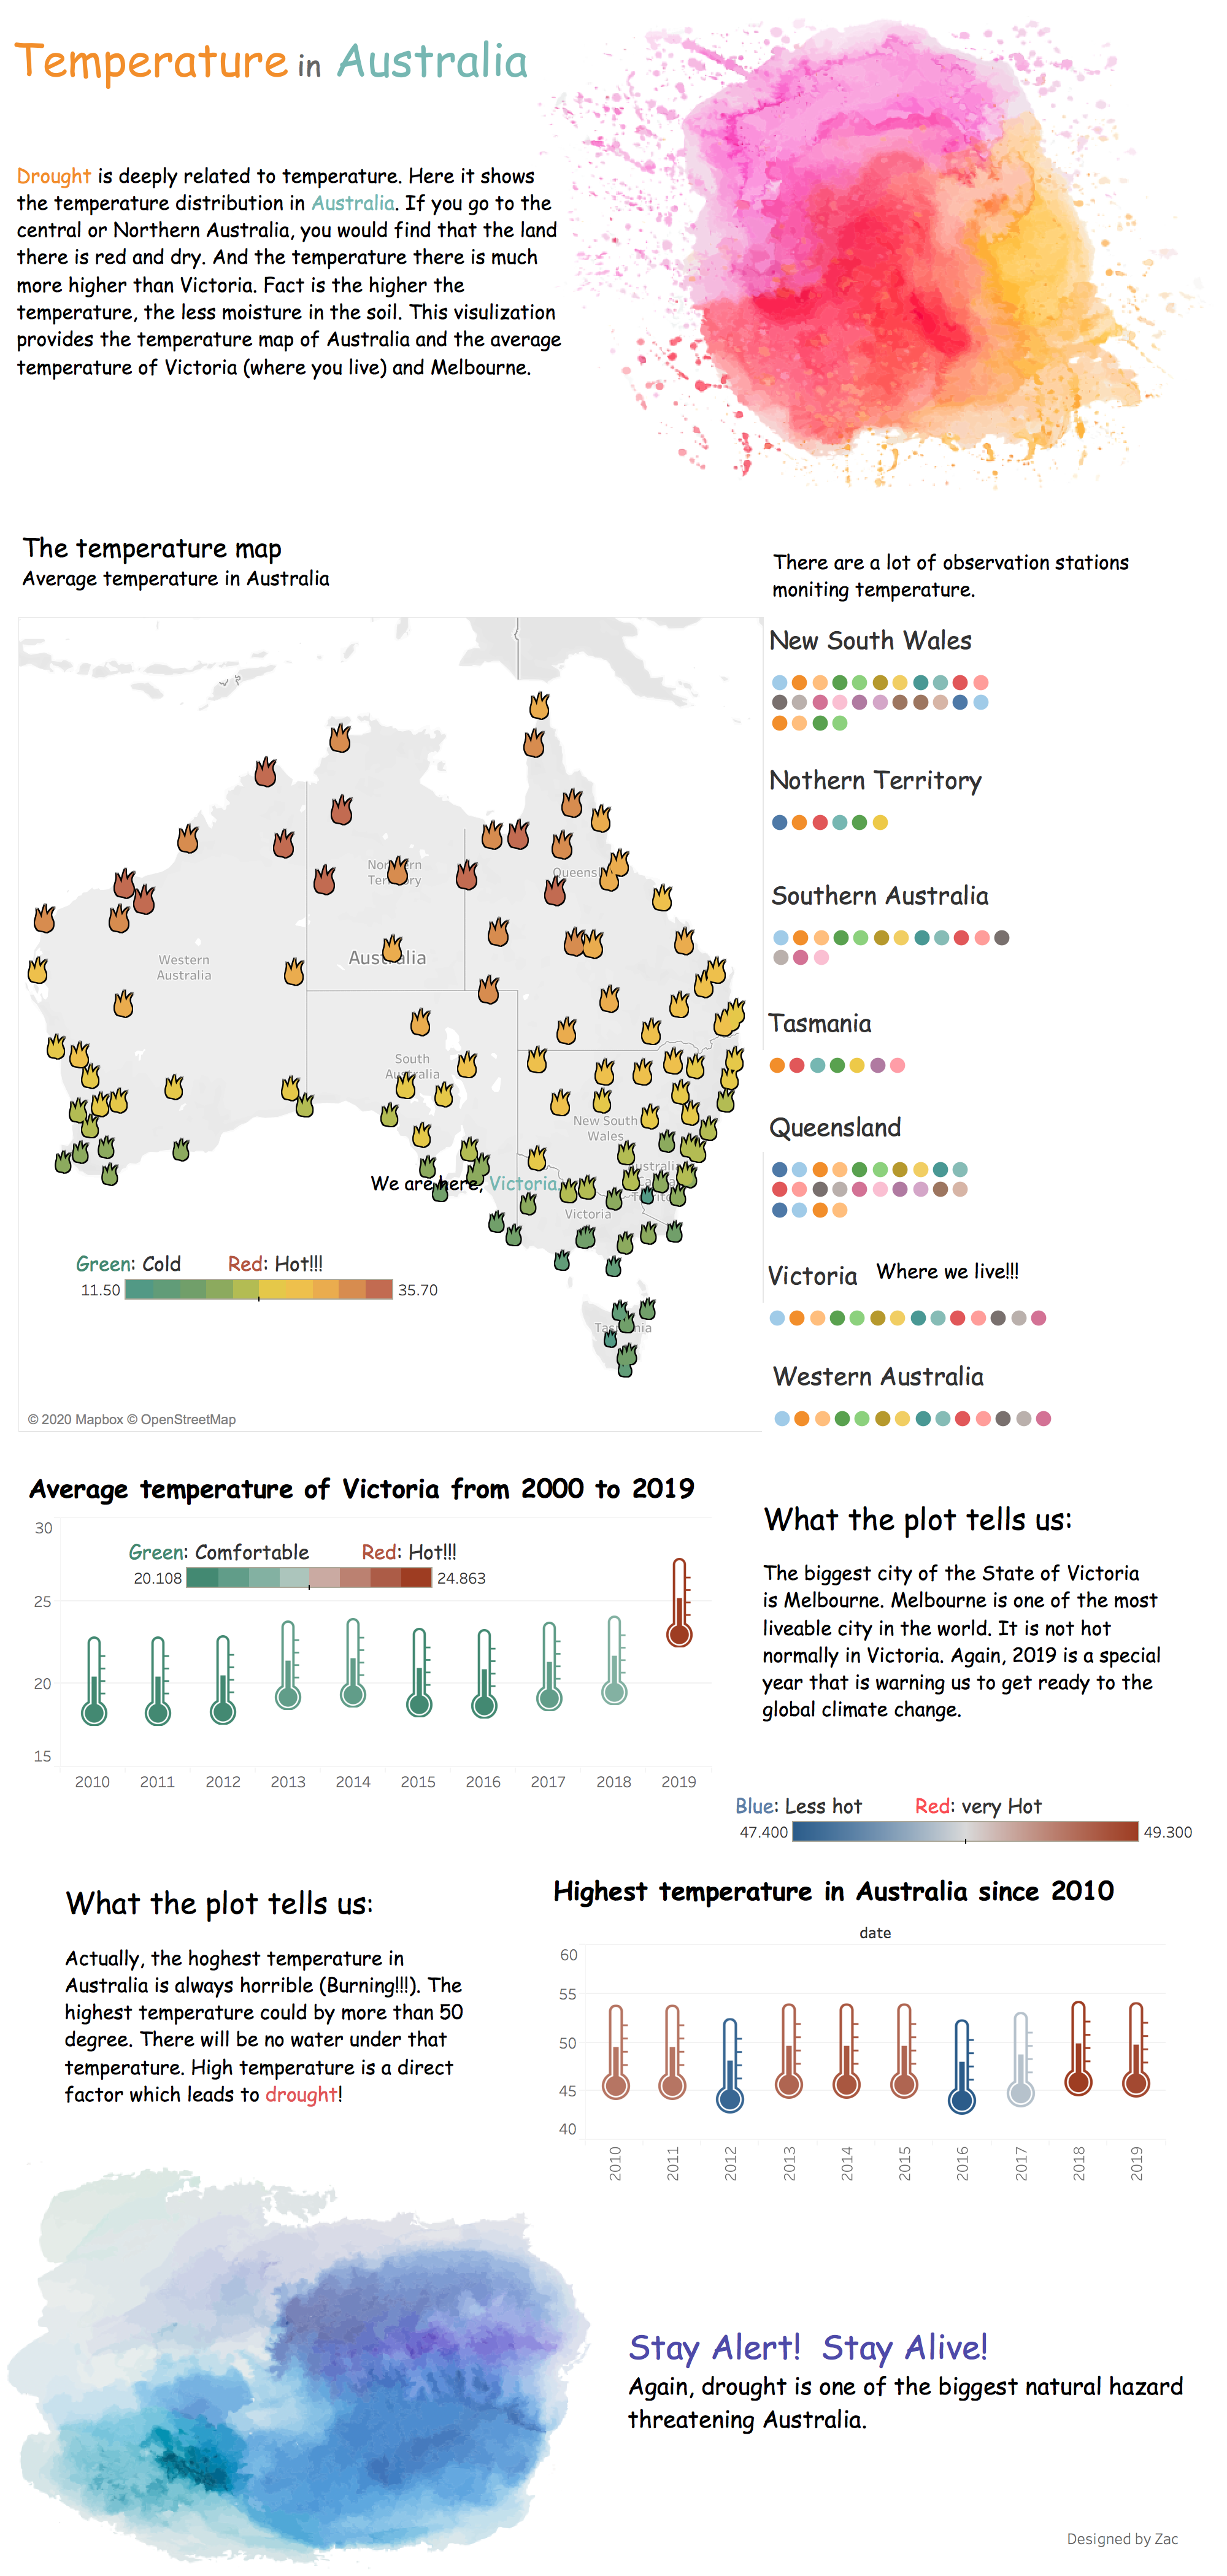 Temperature in Australia
Drought is deeply related to temperature. Here it shows
the temperature distribution in Australia. If you go to the
central or Northern Australia, you would find that the land
there is red and dry. And the temperature there is much
more higher than Victoria. Fact is the higher the
temperature, the less moisture in the soil. This visulization
provides the temperature map of Australia and the average
temperature of Victoria (where you live) and Melbourne.
The temperature map
Average temperature in Australia
There are a lot of observation stations
moniting temperature.
New South Wales
Nothern Territory
Southern Australia
Tasmania
Queensland
Victoria Where we live!!!
Western Australia
Australia
Western
Australia
South
Australia
New South
Wales
We are here, Victoria.
Victoria
Green: Cold Red: Hot!!!
11.50 35.70
© 2020 Mapbox © OpenStreetMap
Average temperature of Victoria from 2000 to 2019
30
25
20
15
Green: Comfortable Red: Hot!!!
20.108 24.863
2010 2011 2012 2013 2014 2015 2016 2017 2018 2019
What the plot tells us:
The biggest city of the State of Victoria
is Melbourne. Melbourne is one of the most
liveable city in the world. It is not hot
normally in Victoria. Again, 2019 is a special
year that is warning us to get ready to the
global climate change.
Blue: Less hot Red: very Hot
47.400 49.300
What the plot tells us:
Actually, the hoghest temperature in
Australia is always horrible (Burning!!!). The
highest temperature could by more than 50
degree. There will be no water under that
temperature. High temperature is a direct
factor which leads to drought!
Highest temperature in Australia since 2010
date
60
55
50
45
40
2010 2011 2012 2013 2014 2015 2016 2017 2018 2019
Stay Alert! Stay Alive!
Again, drought is one of the biggest natural hazard
threatening Australia.
Designed by Zac